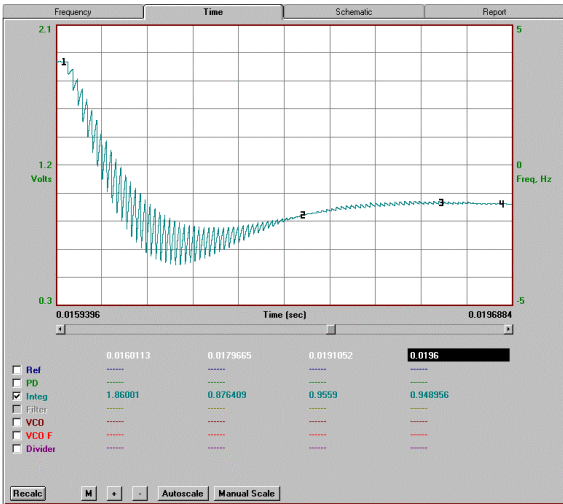 Frequency Time Schematic Report
2.1 5
1
1.2 0
Volts Freq, Hz
2 3 4
0.3 -5
0.0159396 Time (sec) 0.0196884
0.0160113 0.0179665 0.0191052 0.0196
Ref ------ ------ ------ ------
PD ------ ------ ------ ------
Integ 1.86001 0.876409 0.9559 0.948956
Filter ------ ------ ------ ------
VCO ------ ------ ------ ------
VCO F ------ ------ ------ ------
Divider ------ ------ ------ ------
Recalc M + - Autoscale Manual Scale